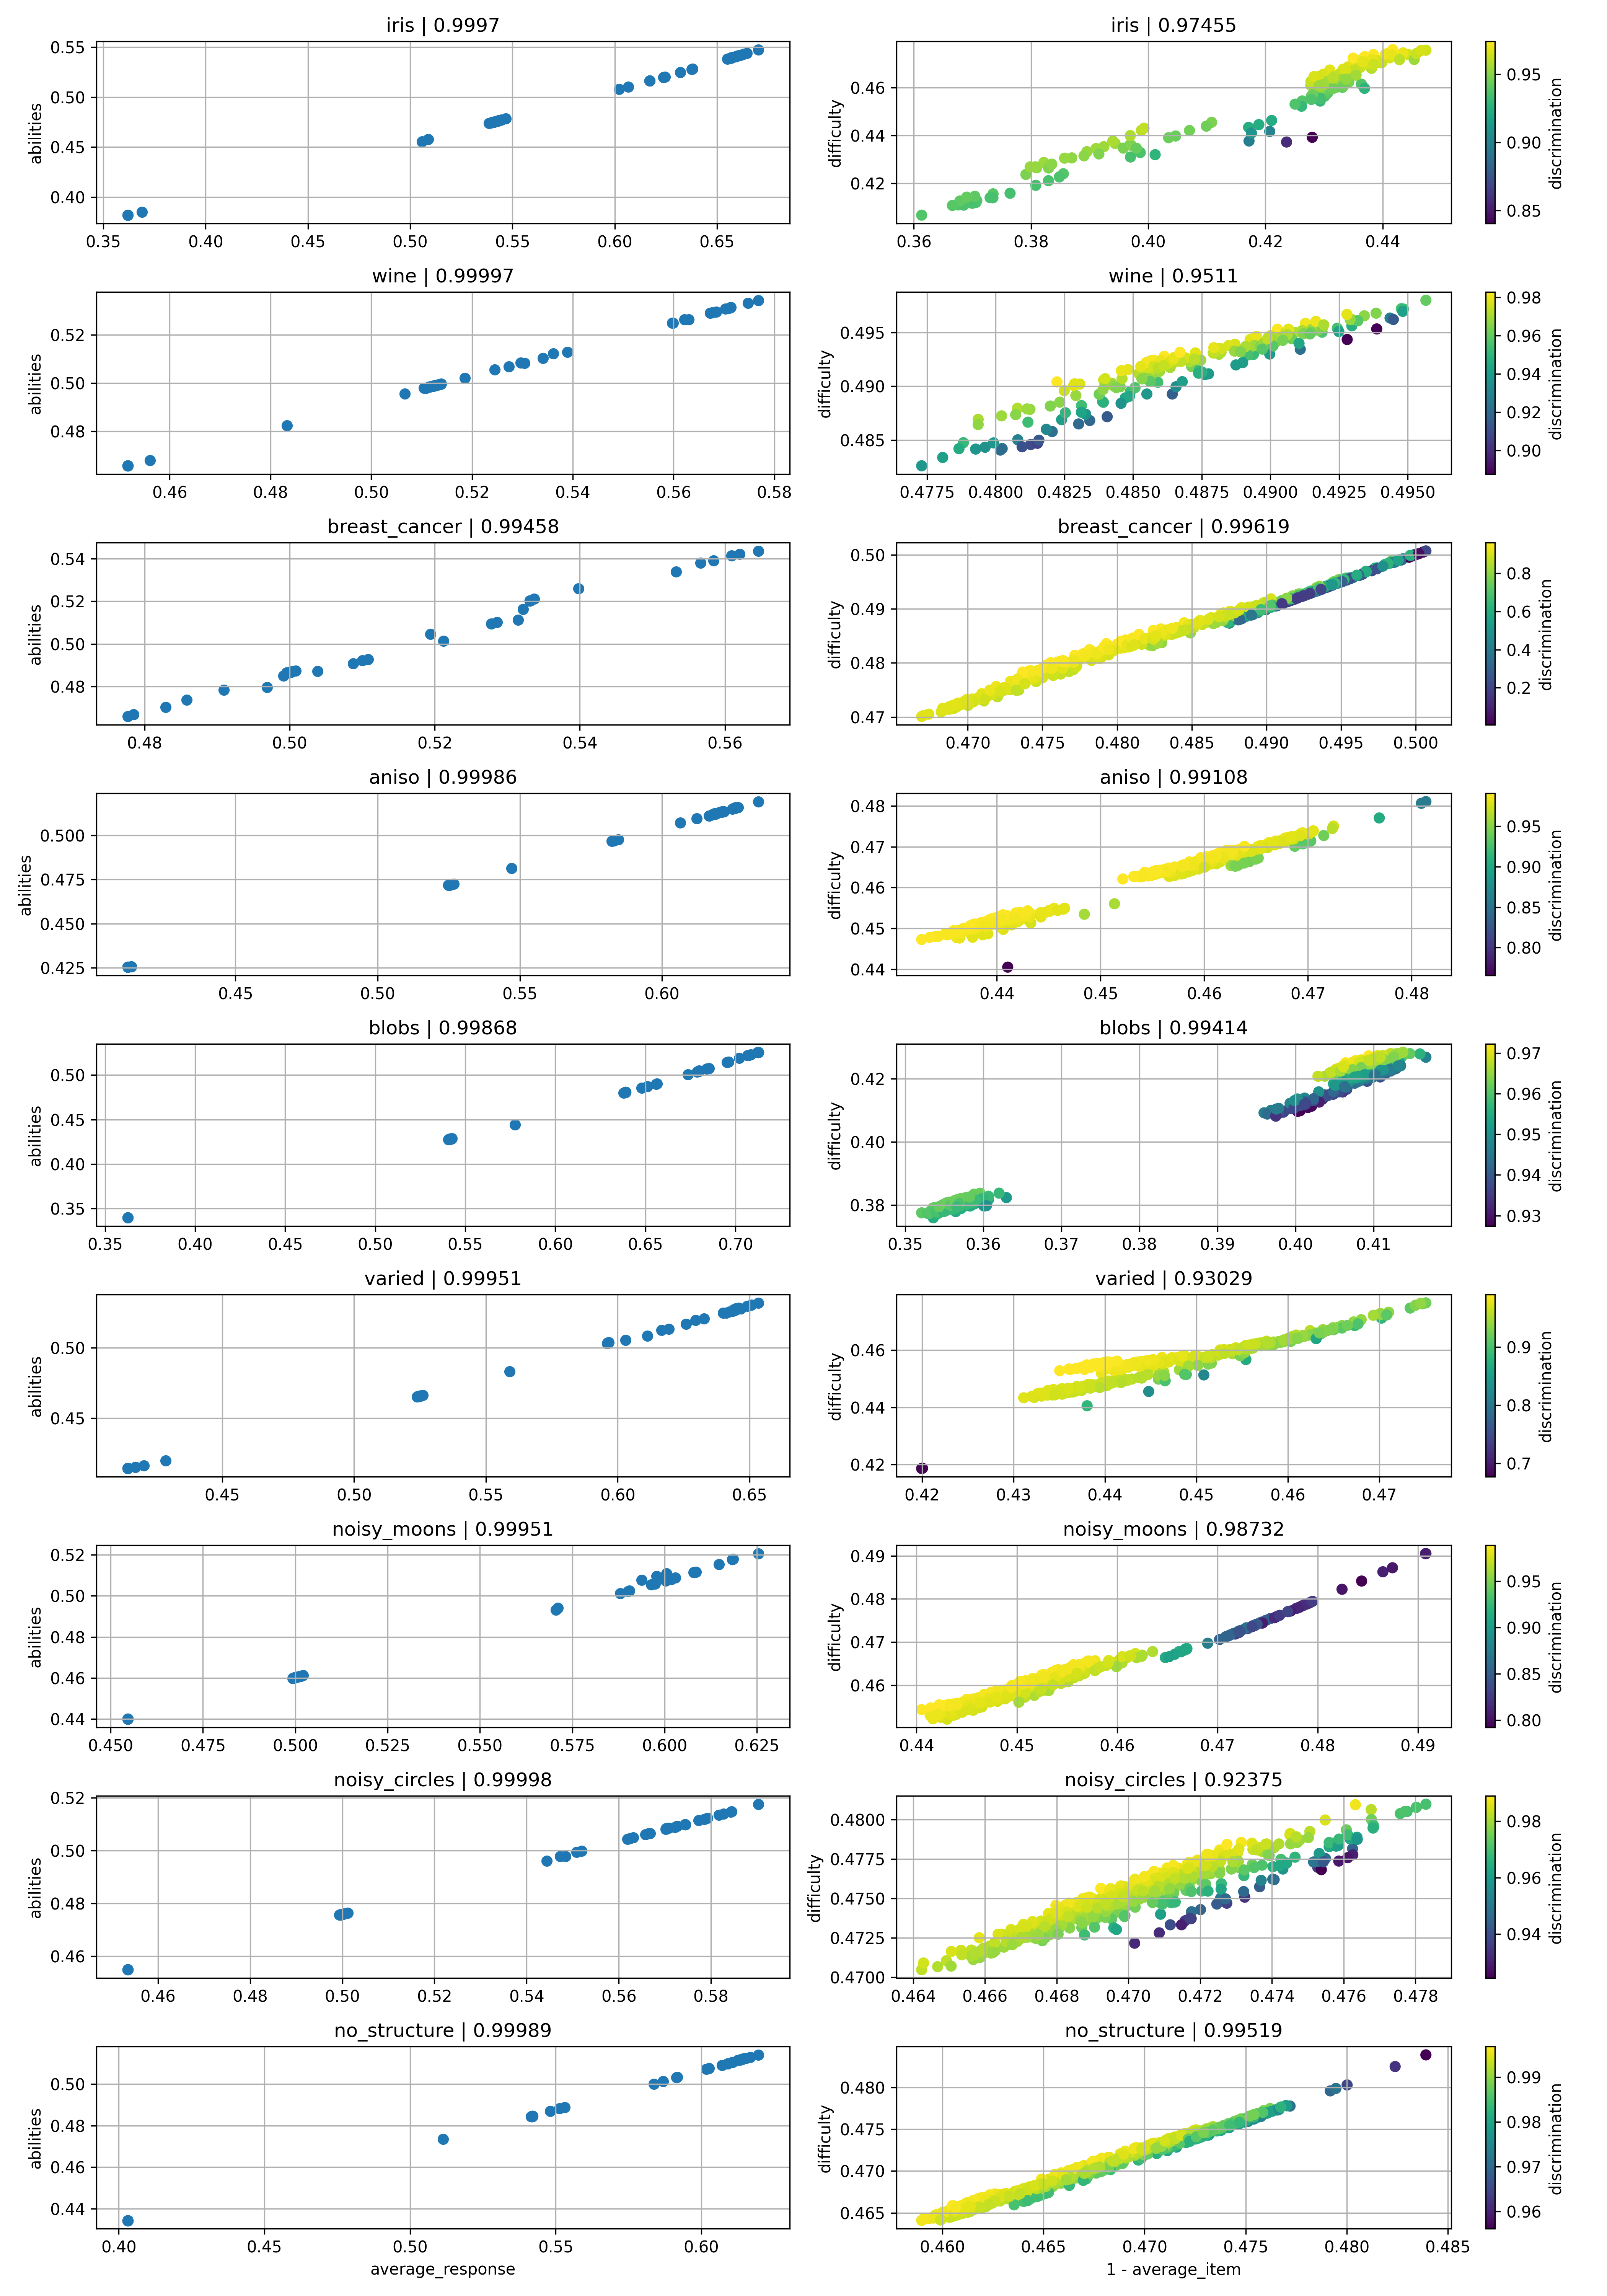 iris | 0.9997
abilities
0.55
0.50
0.45
0.40
0.35 0.40 0.45 0.50 0.55 0.60 0.65
iris | 0.97455
difficulty
0.46
0.44
0.42
0.36 0.38 0.40 0.42 0.44
0.95
0.90
0.85
discrimination
wine | 0.99997
abilities
0.52
0.50
0.48
0.46 0.48 0.50 0.52 0.54 0.56 0.58
wine | 0.9511
difficulty
0.495
0.490
0.485
0.4775 0.4800 0.4825 0.4850 0.4875 0.4900 0.4925 0.4950
0.98
0.96
0.94
0.92
0.90
discrimination
breast_cancer | 0.99458
abilities
0.54
0.52
0.50
0.48
0.48 0.50 0.52 0.54 0.56
breast_cancer | 0.99619
difficulty
0.50
0.49
0.48
0.47
0.470 0.475 0.480 0.485 0.490 0.495 0.500
0.8
0.6
0.4
0.2
discrimination
aniso | 0.99986
abilities
0.500
0.475
0.450
0.425
0.45 0.50 0.55 0.60
aniso | 0.99108
difficulty
0.48
0.47
0.46
0.45
0.44
0.44 0.45 0.46 0.47 0.48
0.95
0.90
0.85
0.80
discrimination
blobs | 0.99868
abilities
0.50
0.45
0.40
0.35
0.35 0.40 0.45 0.50 0.55 0.60 0.65 0.70
blobs | 0.99414
difficulty
0.42
0.40
0.38
0.35 0.36 0.37 0.38 0.39 0.40 0.41
0.97
0.96
0.95
0.94
0.93
discrimination
varied | 0.99951
abilities
0.50
0.45
0.45 0.50 0.55 0.60 0.65
varied | 0.93029
difficulty
0.46
0.44
0.42
0.42 0.43 0.44 0.45 0.46 0.47
0.9
0.8
0.7
discrimination
noisy_moons | 0.99951
abilities
0.52
0.50
0.48
0.46
0.44
0.450 0.475 0.500 0.525 0.550 0.575 0.600 0.625
noisy_moons | 0.98732
difficulty
0.49
0.48
0.47
0.46
0.44 0.45 0.46 0.47 0.48 0.49
0.95
0.90
0.85
0.80
discrimination
noisy_circles | 0.99998
abilities
0.52
0.50
0.48
0.46
0.46 0.48 0.50 0.52 0.54 0.56 0.58
noisy_circles | 0.92375
difficulty
0.4800
0.4775
0.4750
0.4725
0.4700
0.464 0.466 0.468 0.470 0.472 0.474 0.476 0.478
0.98
0.96
0.94
discrimination
no_structure | 0.99989
abilities
0.50
0.48
0.46
0.44
0.40 0.45 0.50 0.55 0.60
average_response
no_structure | 0.99519
difficulty
0.480
0.475
0.470
0.465
0.460 0.465 0.470 0.475 0.480 0.485
1 - average_item
0.99
0.98
0.97
0.96
discrimination